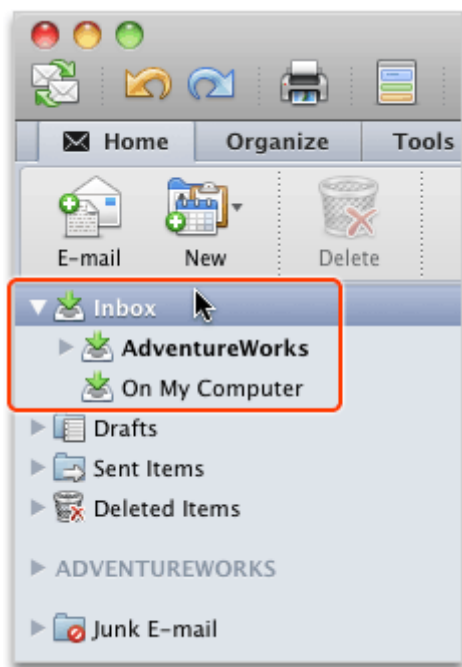 Home Organize Tools
E-mail New Delete
Inbox
AdventureWorks
On My Computer
Drafts
Sent Items
Deleted Items
ADVENTUREWORKS
Junk E-mail